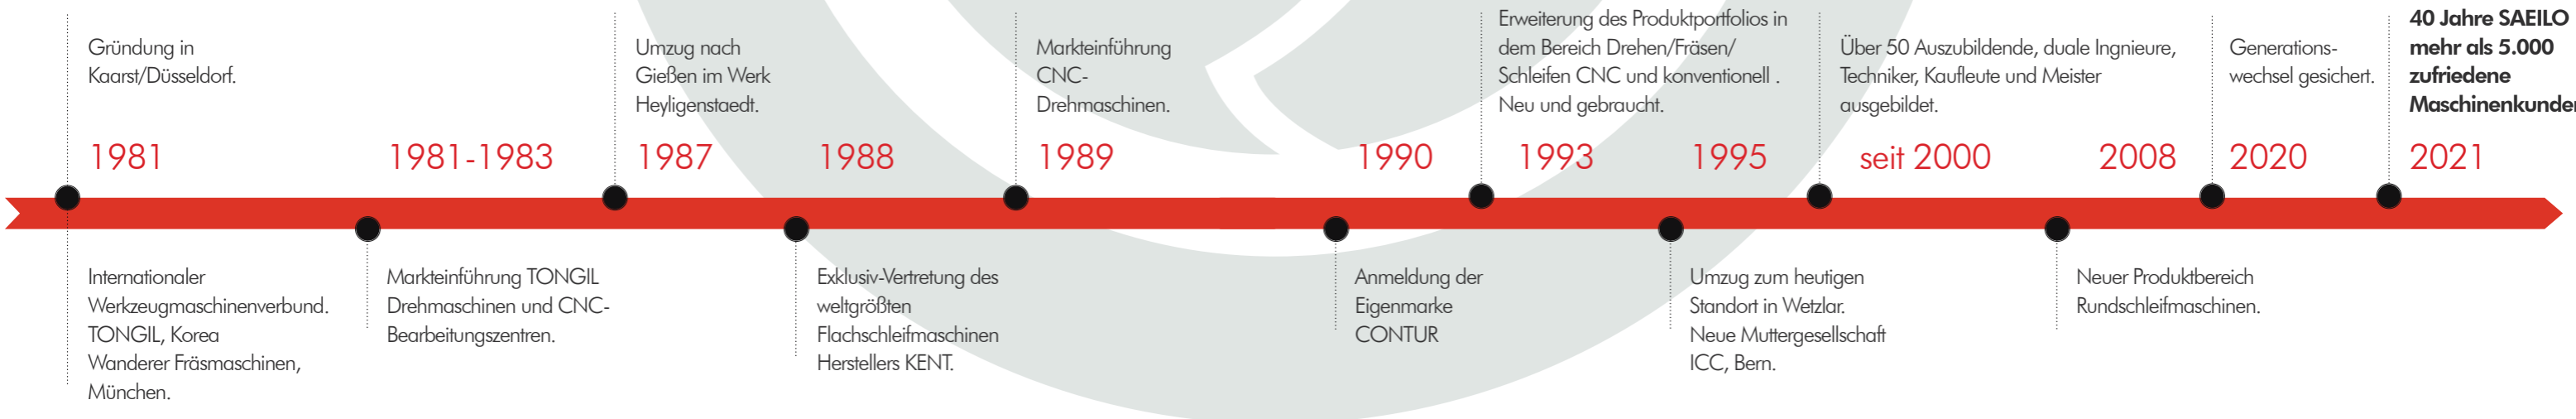 Gründung in
Kaarst/Düsseldorf.
1981
Internationaler
Werkzeugmaschinenverbund.
TONGIL, Korea
Wanderer Fräsmaschinen,
München.
1981-1983
Markteinführung TONGIL
Drehmaschinen und CNC-
Bearbeitungszentren.
Umzug nach
Gießen im Werk
Heyligenstaedt.
1987
1988
Exklusiv-Vertretung des
weltgrößten
Flachschleifmaschinen
Herstellers KENT.
Markteinführung
CNC-
Drehmaschinen.
1989
1990
Anmeldung der
Eigenmarke
CONTUR
Erweiterung des Produktportfolios in
dem Bereich Drehen/Fräsen/
Schleifen CNC und konventionell .
Neu und gebraucht.
1993
1995
Umzug zum heutigen
Standort in Wetzlar.
Neue Muttergesellschaft
ICC, Bern.
Über 50 Auszubildende, duale Ingnieure,
Techniker, Kaufleute und Meister
ausgebildet.
seit 2000
2008
Neuer Produktbereich
Rundschleifmaschinen.
Generations-
wechsel gesichert.
2020
40 Jahre SAEILO
mehr als 5.000
zufriedene
Maschinenkunden
2021